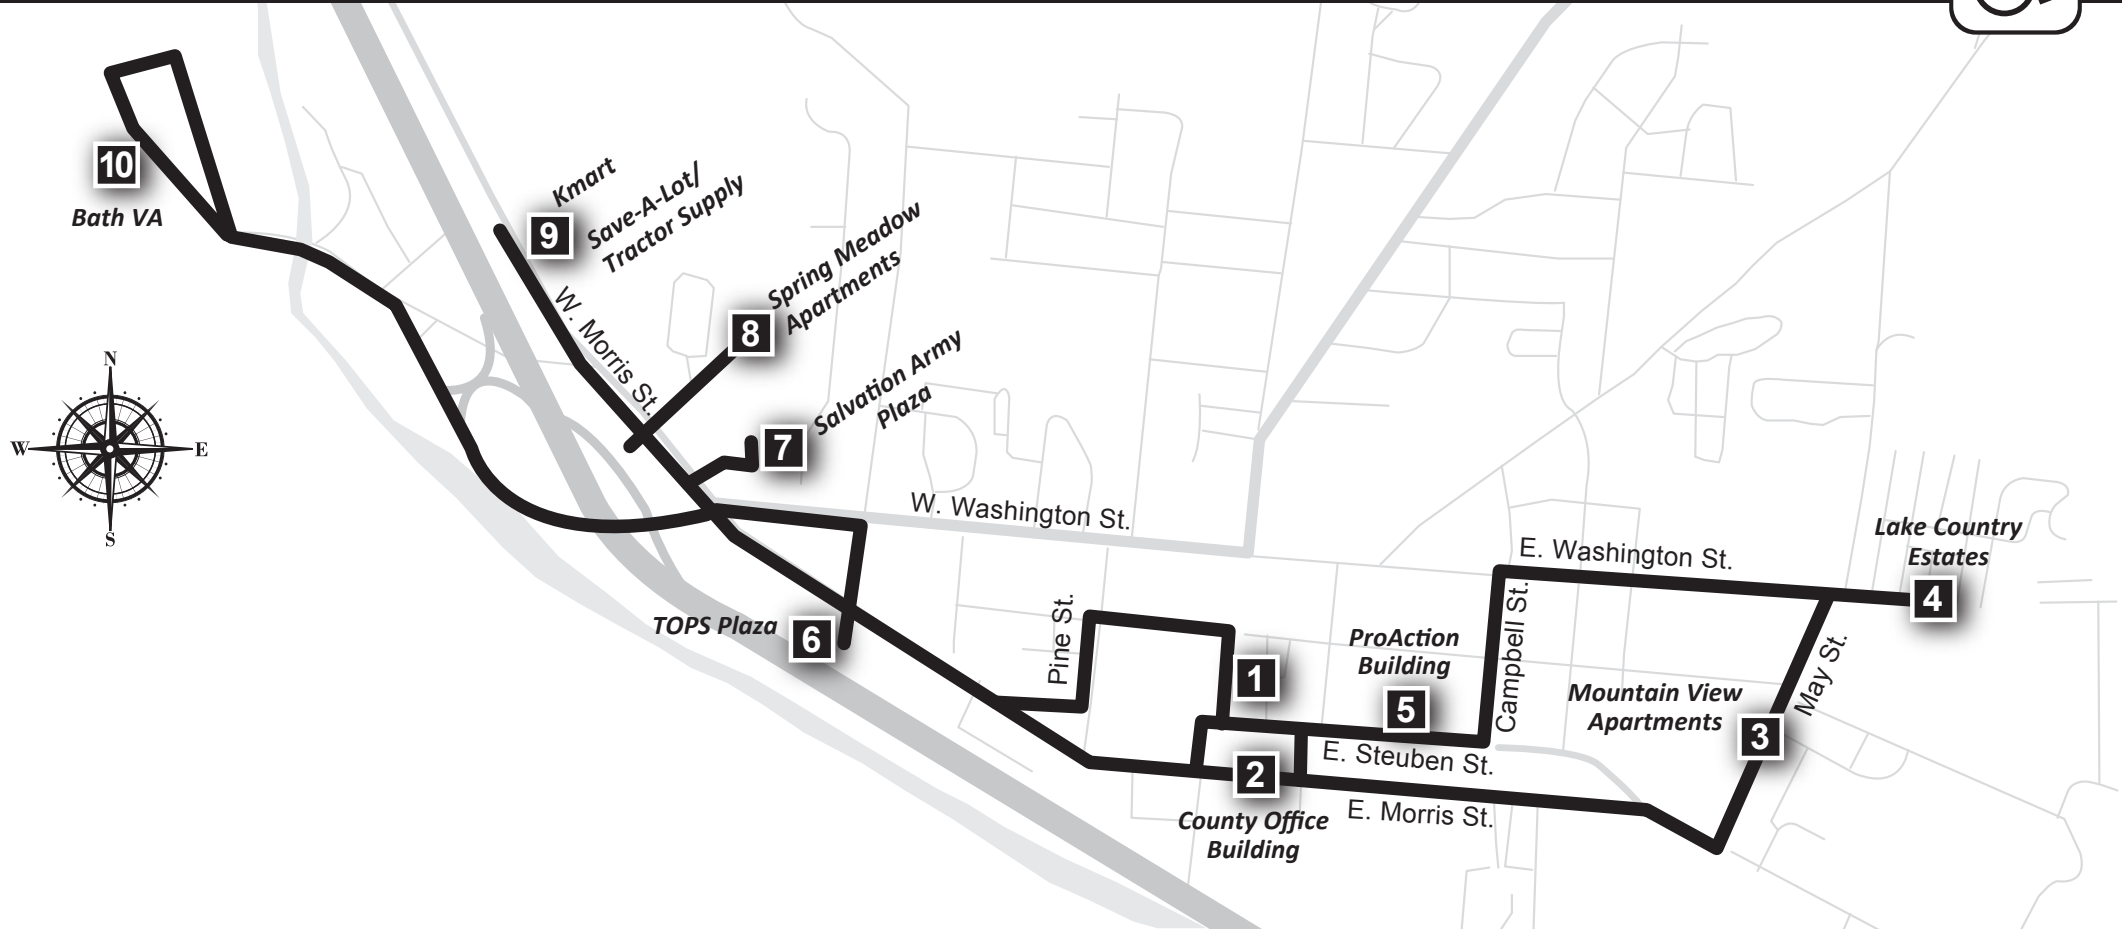 10
Bath VA
Kmart
9
Save-A-Lot/
Tractor Supply
W. Morris St.
8
Spring Meadow
Apartments
7
Salvation Army
Plaza
N
W
E
S
W. Washington St.
TOPS Plaza
6
Pine St.
1
ProAction
Building
5
Campbell St.
E. Washington St.
Lake Country
Estates
4
May St.
Mountain View
Apartments
3
E. Steuben St.
2
County Office
Building
E. Morris St.